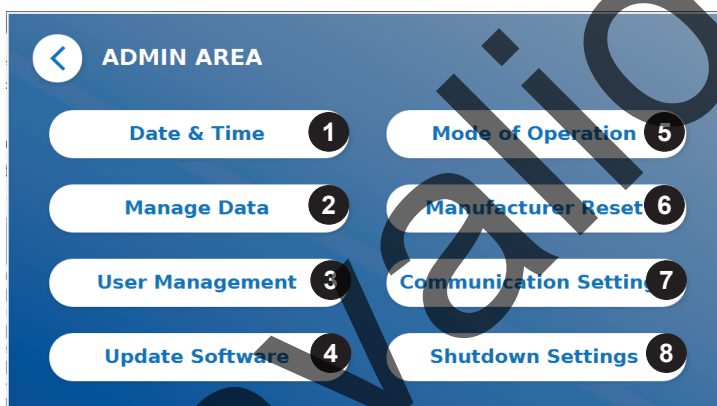 ADMIN AREA
Date & Time 1
Manage Data 2
User Management 3
Update Software 4
Mode of Operation 5
Manufacturer Reset 6
Communication Setting 7
Shutdown Settings 8